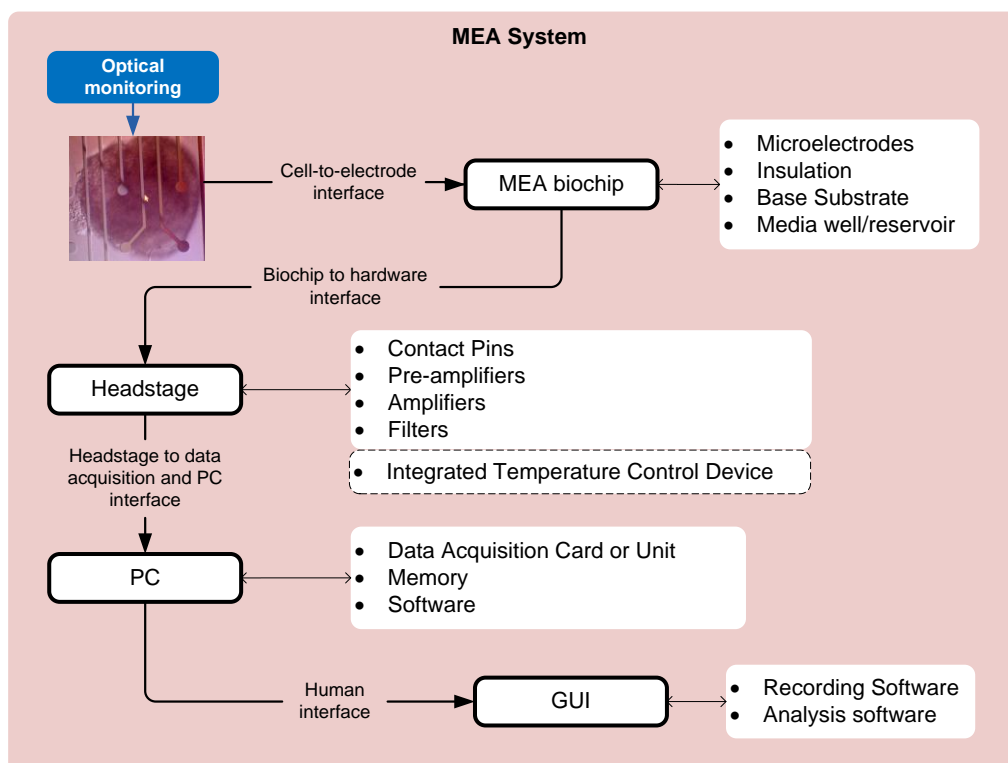 MEA System
Optical
monitoring
Cell-to-electrode
interface
MEA biochip
• Microelectrodes
• Insulation
• Base Substrate
• Media well/reservoir
Biochip to hardware
interface
Headstage
• Contact Pins
• Pre-amplifiers
• Amplifiers
• Filters
• Integrated Temperature Control Device
Headstage to data
acquisition and PC
interface
PC
• Data Acquisition Card or Unit
• Memory
• Software
Human
interface
GUI
• Recording Software
• Analysis software